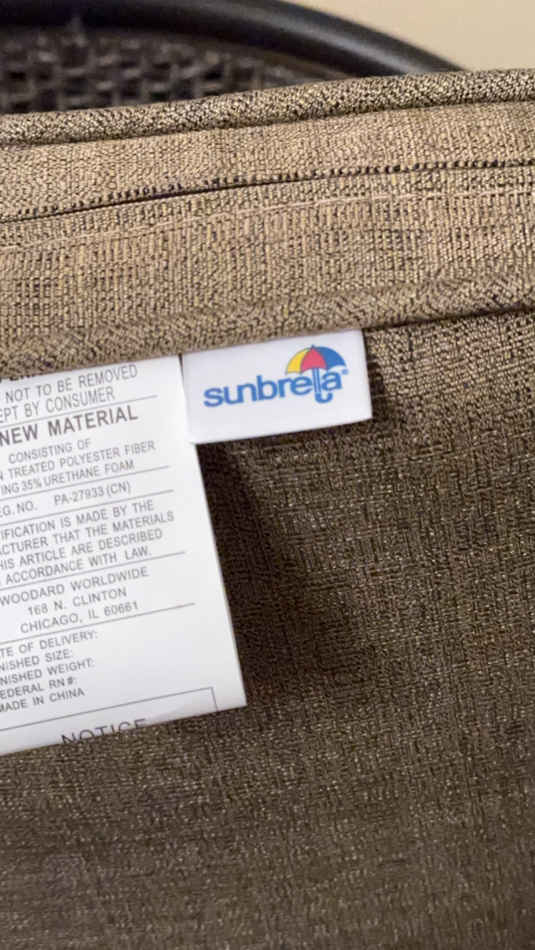 NOT TO BE REMOVED
EPT BY CONSUMER
NEW MATERIAL
CONSISTING OF
N TREATED POLYESTER FIBER
ING 35% URETHANE FOAM
EG. NO. PA-27933 (CN)
TIFICATION IS MADE BY THE
ACTURER THAT THE MATERIALS
HIS ARTICLE ARE DESCRIBED
ACCORDANCE WITH LAW.
WOODARD WORLDWIDE
168 N. CLINTON
CHICAGO, IL 60661
TE OF DELIVERY:
NISHED SIZE:
NISHED WEIGHT:
EDERAL RN#:
MADE IN CHINA
NOTICE
sunbrella®